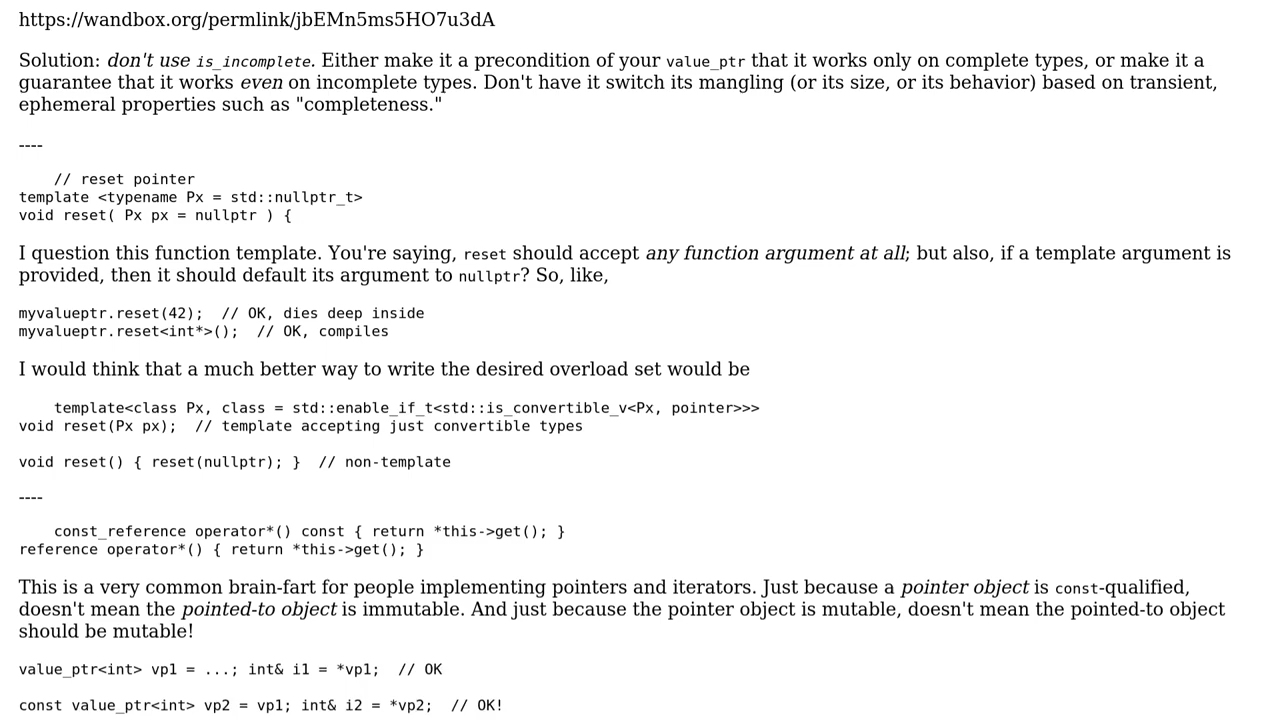 https://wandbox.org/permlink/jbEMn5ms5HO7u3dA
Solution: don't use is_incomplete. Either make it a precondition of your value_ptr that it works only on complete types, or make it a
guarantee that it works even on incomplete types. Don't have it switch its mangling (or its size, or its behavior) based on transient,
ephemeral properties such as "completeness."
----
// reset pointer
template <typename Px = std::nullptr_t>
void reset( Px px = nullptr ) {
I question this function template. You're saying, reset should accept any function argument at all; but also, if a template argument is
provided, then it should default its argument to nullptr? So, like,
myvalueptr.reset(42);  // OK, dies deep inside
myvalueptr.reset<int*>();  // OK, compiles
I would think that a much better way to write the desired overload set would be
template<class Px, class = std::enable_if_t<std::is_convertible_v<Px, pointer>>>
void reset(Px px);  // template accepting just convertible types
void reset() { reset(nullptr); }  // non-template
----
const_reference operator*() const { return *this->get(); }
reference operator*() { return *this->get(); }
This is a very common brain-fart for people implementing pointers and iterators. Just because a pointer object is const-qualified,
doesn't mean the pointed-to object is immutable. And just because the pointer object is mutable, doesn't mean the pointed-to object
should be mutable!
value_ptr<int> vp1 = ...; int& i1 = *vp1;  // OK
const value_ptr<int> vp2 = vp1; int& i2 = *vp2;  // OK!